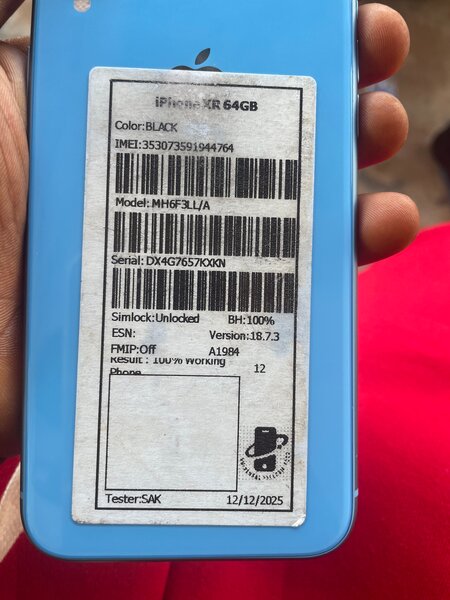 iPhone XR 64GB
Color:BLACK
IMEI:353073591944764
Model: MH6F3LL/A
Serial: DX4G7657KXKN
Simlock:Unlocked BH:100%
ESN: Version:18.7.3
FMIP:Off A1984
Result : 100% Working 12
Phone
Tester:SAK 12/12/2025